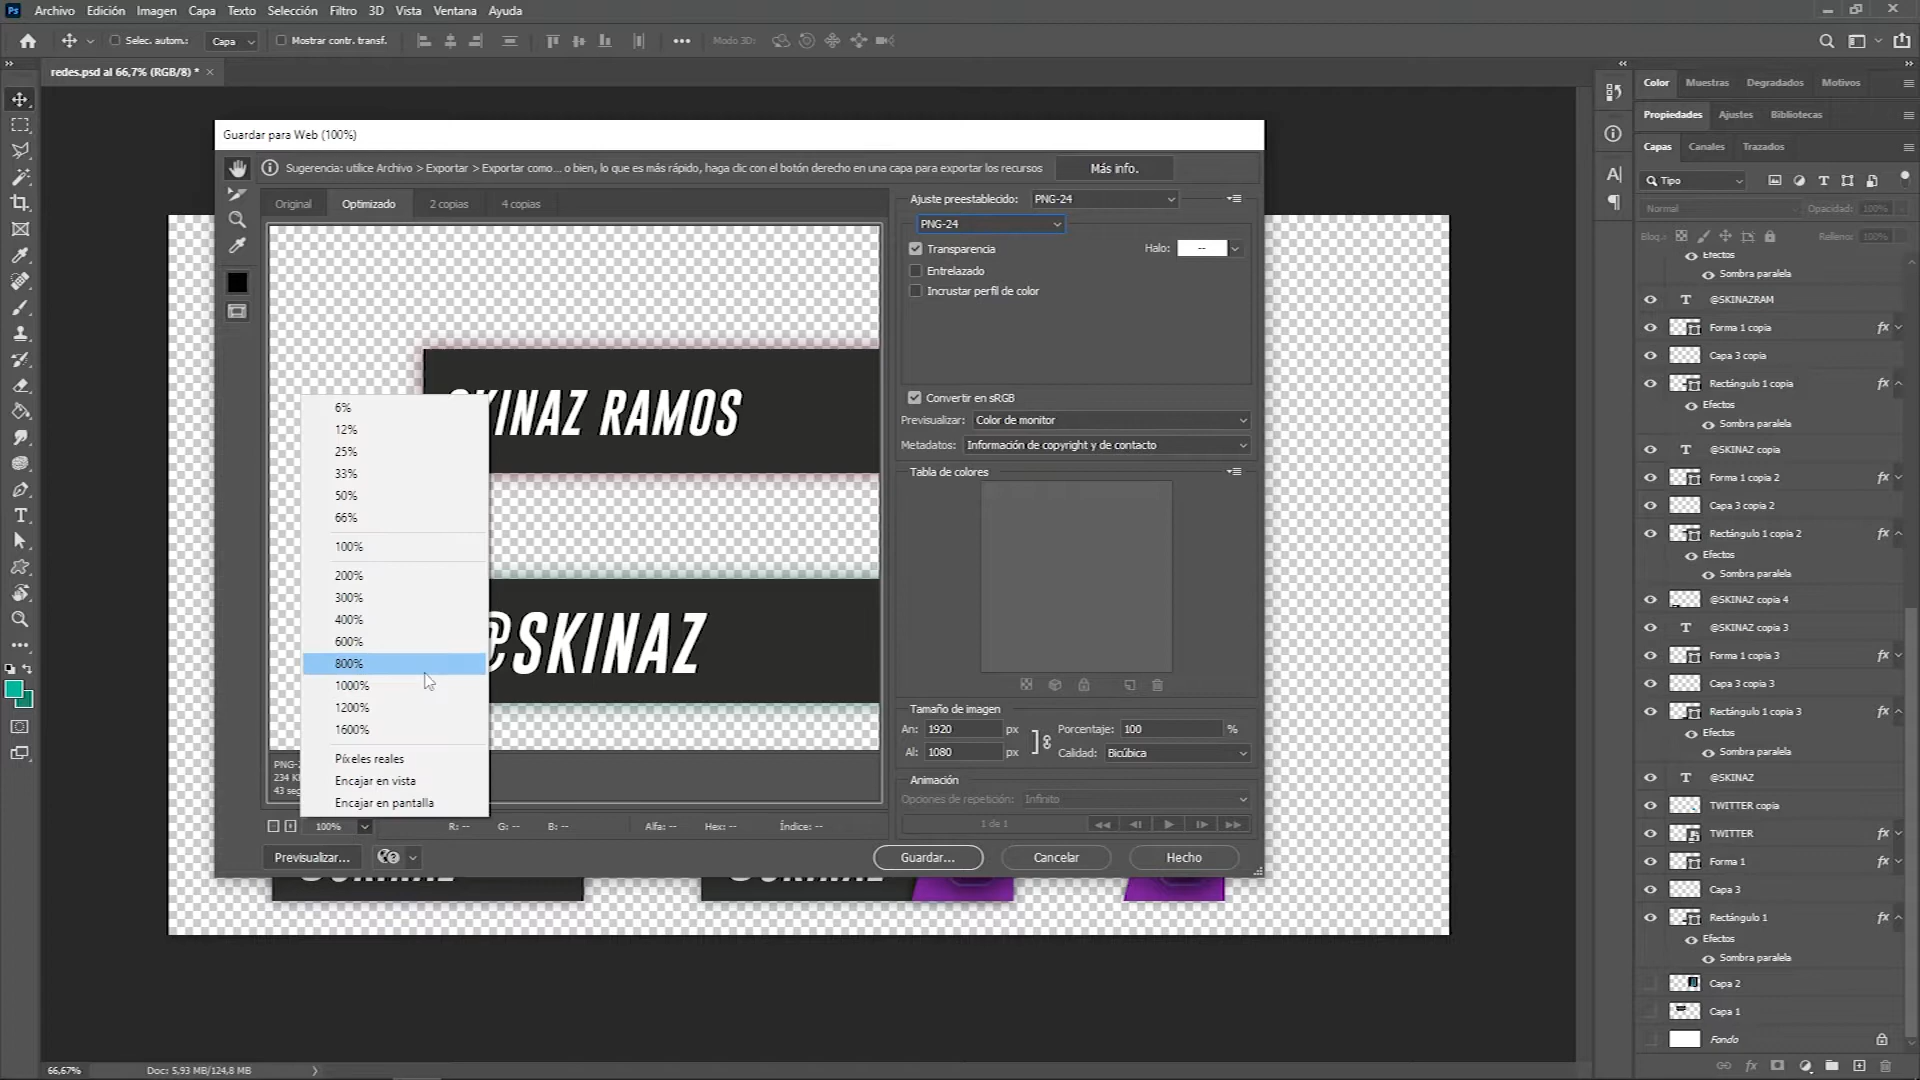 Ps Archivo Edición Imagen Capa Texto Selección Filtro 3D Vista Ventana Ayuda
Selec. autom.: Capa Mostrar contr. transf. ••• Modo 3D:
redes.psd al 66,7% (RGB/8) * ×
Guardar para Web (100%)
Sugerencia: utilice Archivo > Exportar > Exportar como... o bien, lo que es más rápido, haga clic con el botón derecho en una capa para exportar los recursos Más info.
Original Optimizado 2 copias 4 copias
SKINAZ RAMOS
@SKINAZ
6%
12%
25%
33%
50%
66%
100%
200%
300%
400%
600%
800%
1000%
1200%
1600%
Píxeles reales
Encajar en vista
Encajar en pantalla
100% R: -- G: -- B: -- Alfa: -- Hex: -- Índice: --
Previsualizar...
Ajuste preestablecido: PNG-24
PNG-24
Transparencia Halo: --
Entrelazado
Incrustar perfil de color
Convertir en sRGB
Previsualizar: Color de monitor
Metadatos: Información de copyright y de contacto
Tabla de colores
Tamaño de imagen
An: 1920 px Porcentaje: 100 %
Al: 1080 px Calidad: Bicúbica
Animación
Opciones de repetición: Infinito
1 de 1
Guardar... Cancelar Hecho
Color Muestras Degradados Motivos
Propiedades Ajustes Bibliotecas
Capas Canales Trazados
Tipo
Normal Opacidad: 100%
Bloq.: Rellenor 100%
Efectos
Sombra paralela
@SKINAZRAM
Forma 1 copia fx
Capa 3 copia
Rectángulo 1 copia fx
Efectos
Sombra paralela
@SKINAZ copia
Forma 1 copia 2 fx
Capa 3 copia 2
Rectángulo 1 copia 2 fx
Efectos
Sombra paralela
@SKINAZ copia 4
@SKINAZ copia 3
Forma 1 copia 3 fx
Capa 3 copia 3
Rectángulo 1 copia 3 fx
Efectos
Sombra paralela
@SKINAZ
TWITTER copia
TWITTER fx
Forma 1 fx
Capa 3
Rectángulo 1 fx
Efectos
Sombra paralela
Capa 2
Capa 1
Fondo
66,67% Doc: 5,93 MB/124,8 MB